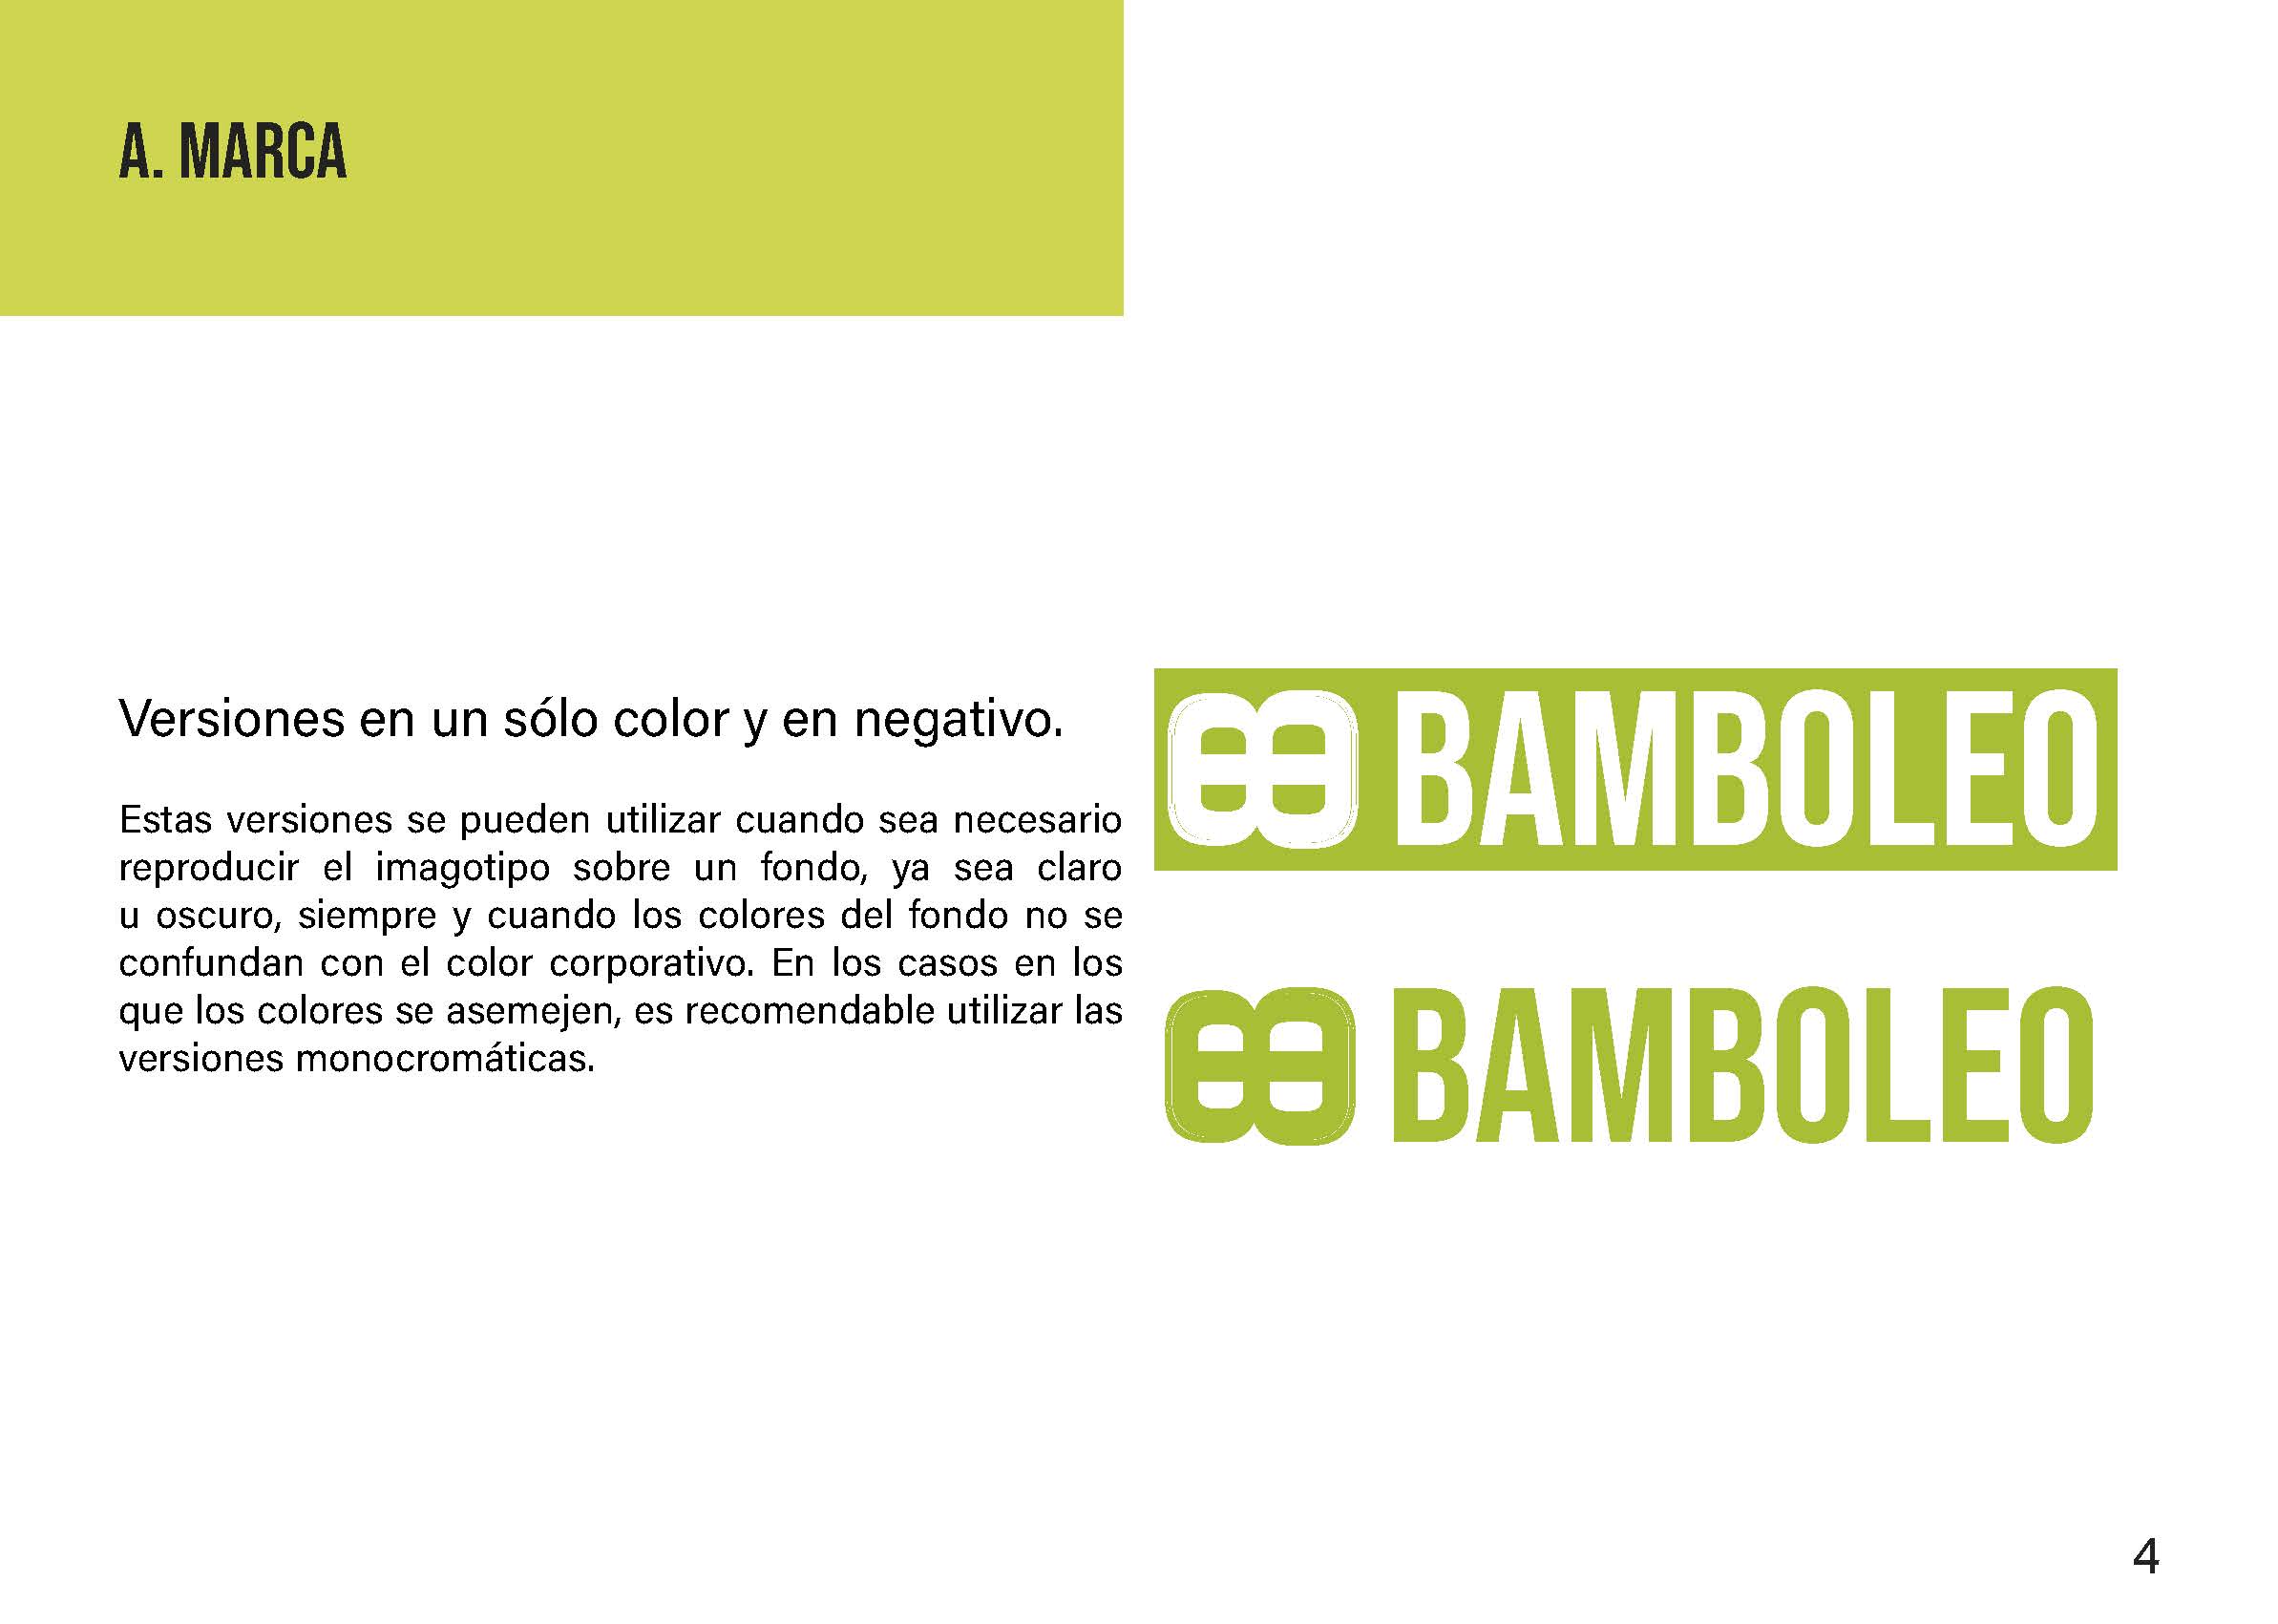 A. MARCA
Versiones en un sólo color y en negativo.
Estas versiones se pueden utilizar cuando sea necesario
reproducir el imagotipo sobre un fondo, ya sea claro
u oscuro, siempre y cuando los colores del fondo no se
confundan con el color corporativo. En los casos en los
que los colores se asemejen, es recomendable utilizar las
versiones monocromáticas.
BAMBOLEO
BAMBOLEO
4